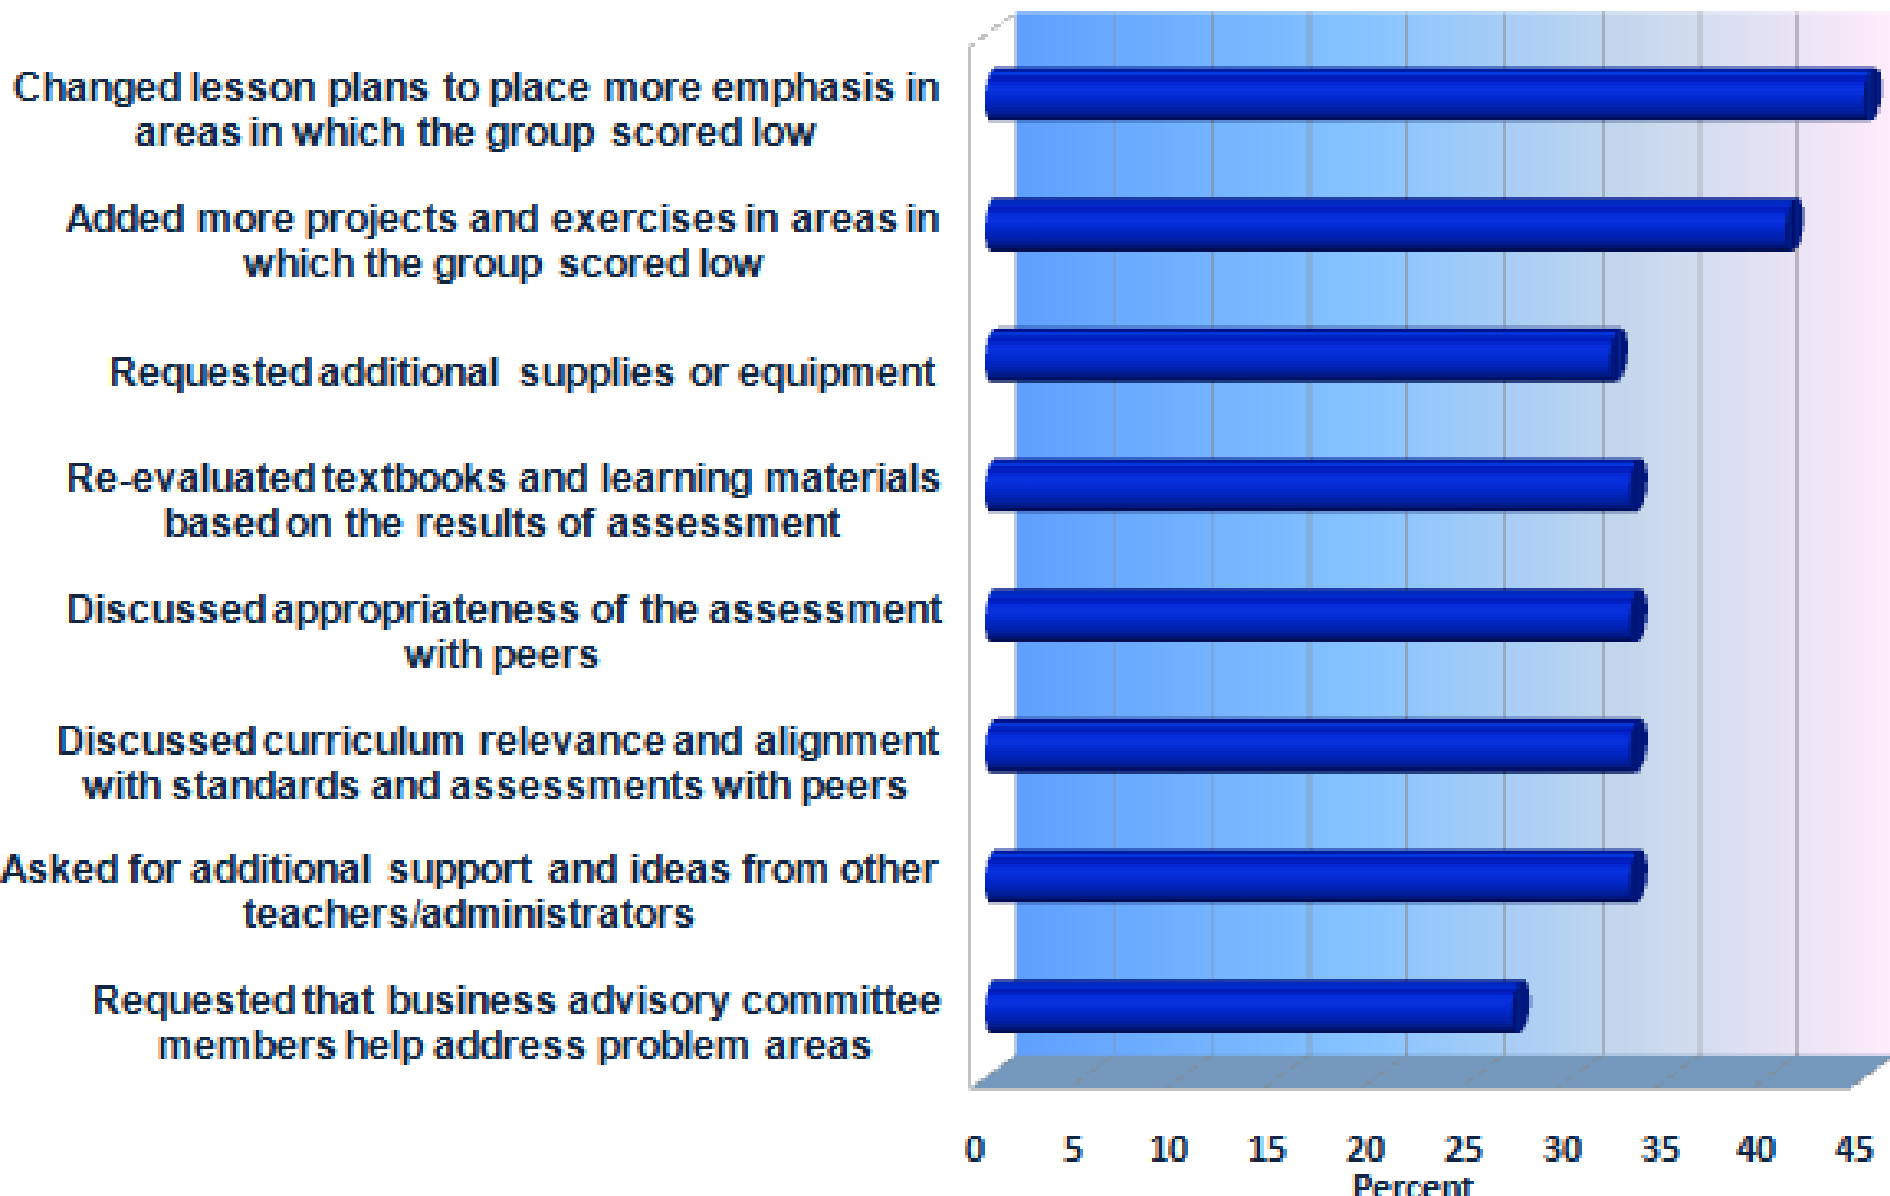 Changed lesson plans to place more emphasis in
areas in which the group scored low
Added more projects and exercises in areas in
which the group scored low
Requested additional supplies or equipment
Re-evaluated textbooks and learning materials
based on the results of assessment
Discussed appropriateness of the assessment
with peers
Discussed curriculum relevance and alignment
with standards and assessments with peers
Asked for additional support and ideas from other
teachers/administrators
Requested that business advisory committee
members help address problem areas
0 5 10 15 20 25 30 35 40 45
Percent